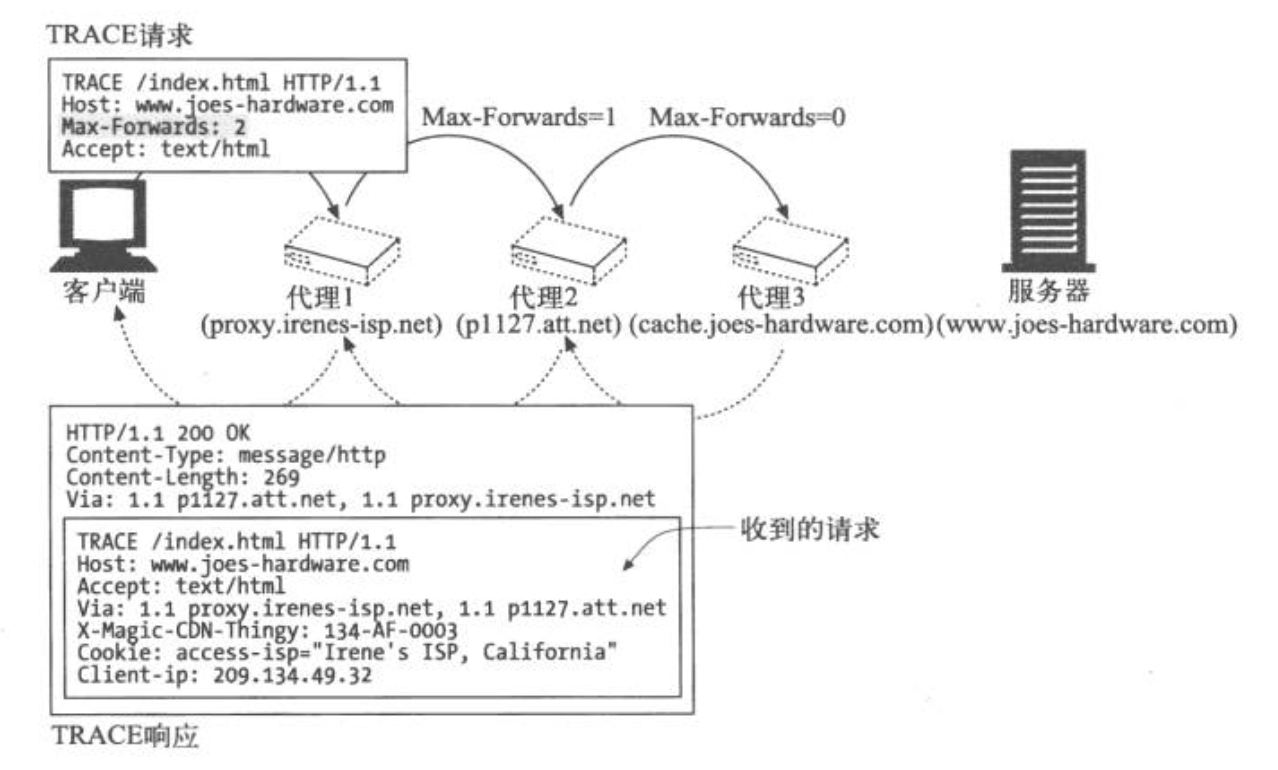 TRACE请求
TRACE /index.html HTTP/1.1
Host: www.joes-hardware.com
Max-Forwards: 2
Accept: text/html
Max-Forwards=1
Max-Forwards=0
客户端
代理1
(proxy.irenes-isp.net)
代理2
(p1127.att.net)
代理3
(cache.joes-hardware.com)
服务器
(www.joes-hardware.com)
HTTP/1.1 200 OK
Content-Type: message/http
Content-Length: 269
Via: 1.1 p1127.att.net, 1.1 proxy.irenes-isp.net
TRACE /index.html HTTP/1.1
Host: www.joes-hardware.com
Accept: text/html
Via: 1.1 proxy.irenes-isp.net, 1.1 p1127.att.net
X-Magic-CDN-Thingy: 134-AF-0003
Cookie: access-isp="Irene's ISP, California"
Client-ip: 209.134.49.32
收到的请求
TRACE响应